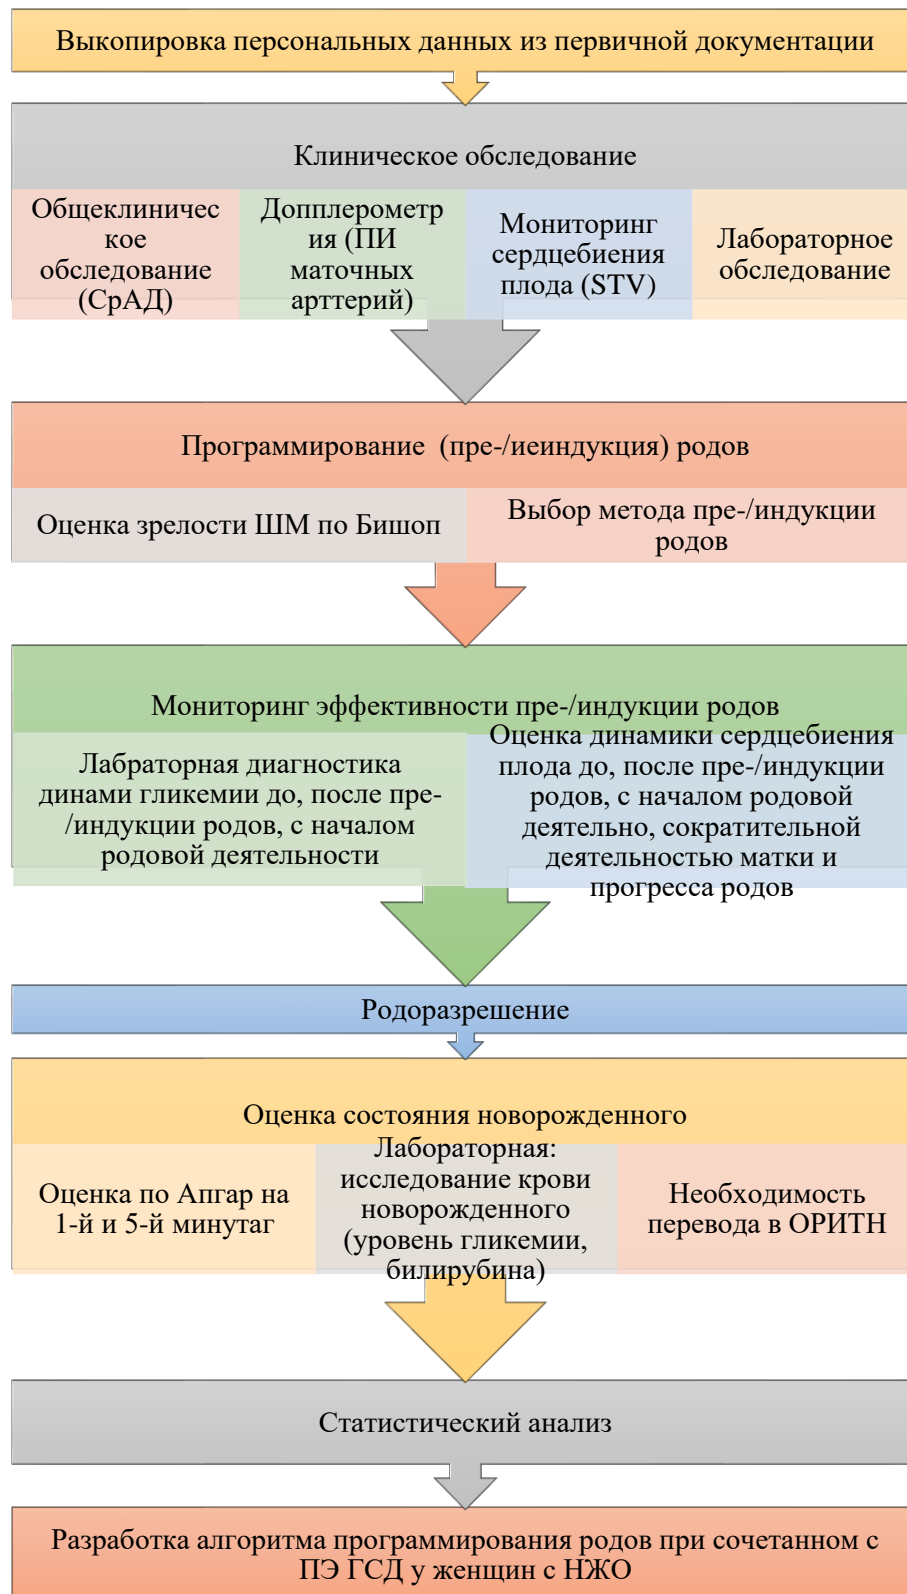 Выкопировка персональных данных из первичной документации
Клиническое обследование
Общеклиничес
кое
обследование
(СрАД)
Допплерометр
ия (ПИ
маточных
арттерий)
Мониторинг
сердцебиения
плода (STV)
Лабораторное
обследование
Программирование (пре-/иеиндукция) родов
Оценка зрелости ШМ по Бишоп
Выбор метода пре-/индукции
родов
Мониторинг эффективности пре-/индукции родов
Лабраторная диагностика
динами гликемии до, после пре-
/индукции родов, с началом
родовой деятельности
Оценка динамики сердцебиения
плода до, после пре-/индукции
родов, с началом родовой
деятельно, сократительной
деятельностью матки и
прогресса родов
Родоразрешение
Оценка состояния новорожденного
Оценка по Апгар на
1-й и 5-й минутаг
Лабораторная:
исследование крови
новорожденного
(уровень гликемии,
билирубина)
Необходимость
перевода в ОРИТН
Статистический анализ
Разработка алгоритма программирования родов при сочетанном с
ПЭ ГСД у женщин с НЖО